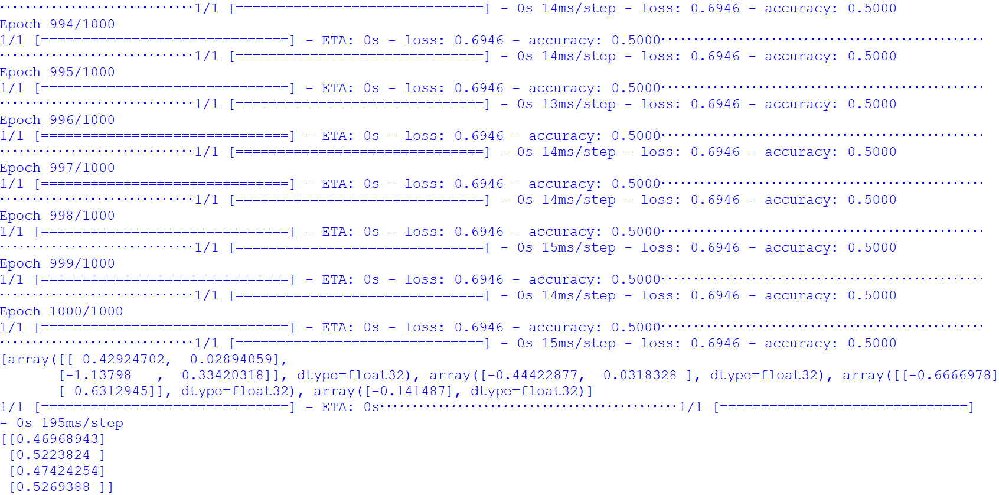 ·····························1/1 [==============================] - 0s 14ms/step - loss: 0.6946 - accuracy: 0.5000
Epoch 994/1000
1/1 [==============================] - ETA: 0s - loss: 0.6946 - accuracy: 0.5000·················································
·····························1/1 [==============================] - 0s 14ms/step - loss: 0.6946 - accuracy: 0.5000
Epoch 995/1000
1/1 [==============================] - ETA: 0s - loss: 0.6946 - accuracy: 0.5000·················································
·····························1/1 [==============================] - 0s 13ms/step - loss: 0.6946 - accuracy: 0.5000
Epoch 996/1000
1/1 [==============================] - ETA: 0s - loss: 0.6946 - accuracy: 0.5000·················································
·····························1/1 [==============================] - 0s 14ms/step - loss: 0.6946 - accuracy: 0.5000
Epoch 997/1000
1/1 [==============================] - ETA: 0s - loss: 0.6946 - accuracy: 0.5000·················································
·····························1/1 [==============================] - 0s 14ms/step - loss: 0.6946 - accuracy: 0.5000
Epoch 998/1000
1/1 [==============================] - ETA: 0s - loss: 0.6946 - accuracy: 0.5000·················································
·····························1/1 [==============================] - 0s 15ms/step - loss: 0.6946 - accuracy: 0.5000
Epoch 999/1000
1/1 [==============================] - ETA: 0s - loss: 0.6946 - accuracy: 0.5000·················································
·····························1/1 [==============================] - 0s 14ms/step - loss: 0.6946 - accuracy: 0.5000
Epoch 1000/1000
1/1 [==============================] - ETA: 0s - loss: 0.6946 - accuracy: 0.5000·················································
·····························1/1 [==============================] - 0s 15ms/step - loss: 0.6946 - accuracy: 0.5000
[array([[ 0.42924702,  0.02894059],
       [-1.13798   ,  0.33420318]], dtype=float32), array([-0.44422877,  0.0318328 ], dtype=float32), array([[-0.6666978]
       [ 0.6312945]], dtype=float32), array([-0.141487], dtype=float32)]
1/1 [==============================] - ETA: 0s·············································1/1 [==============================]
- 0s 195ms/step
[[0.46968943]
 [0.5223824 ]
 [0.47424254]
 [0.5269388 ]]